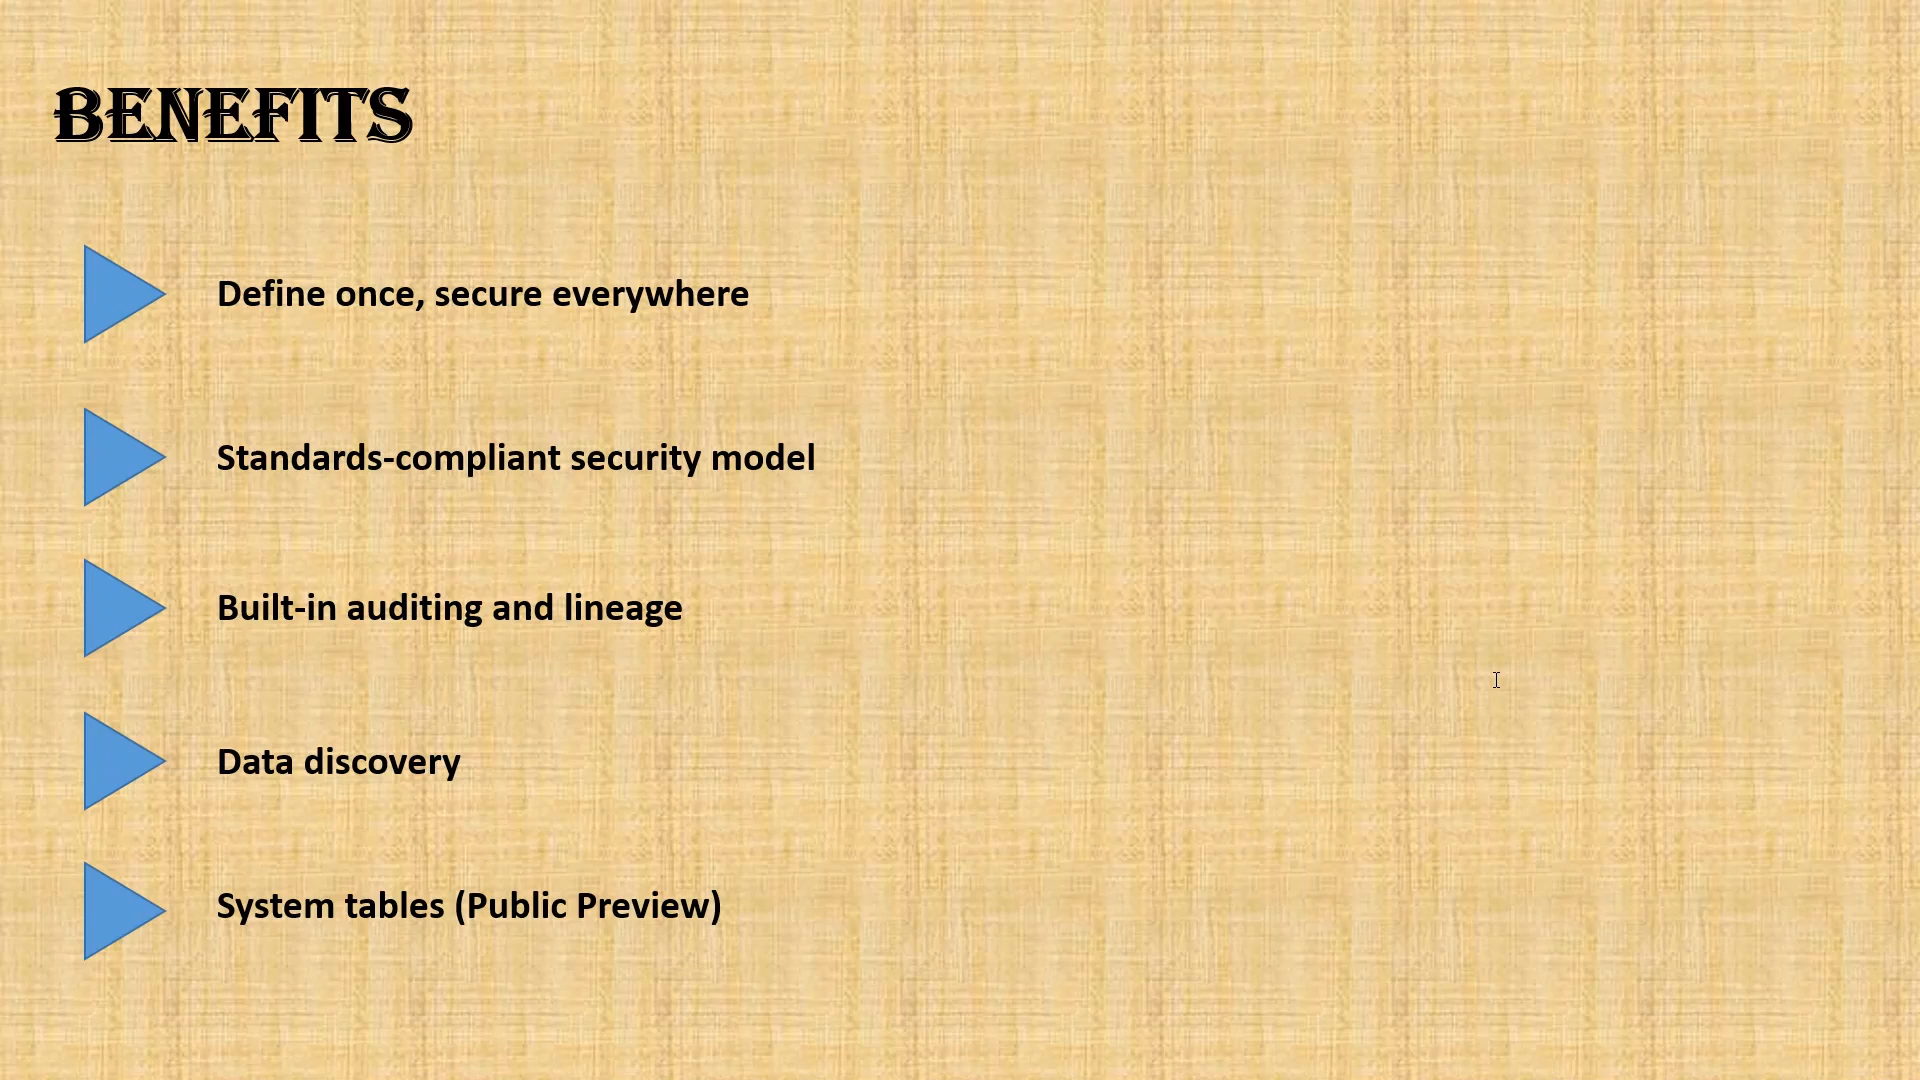 BENEFITS
Define once, secure everywhere
Standards-compliant security model
Built-in auditing and lineage
Data discovery
System tables (Public Preview)